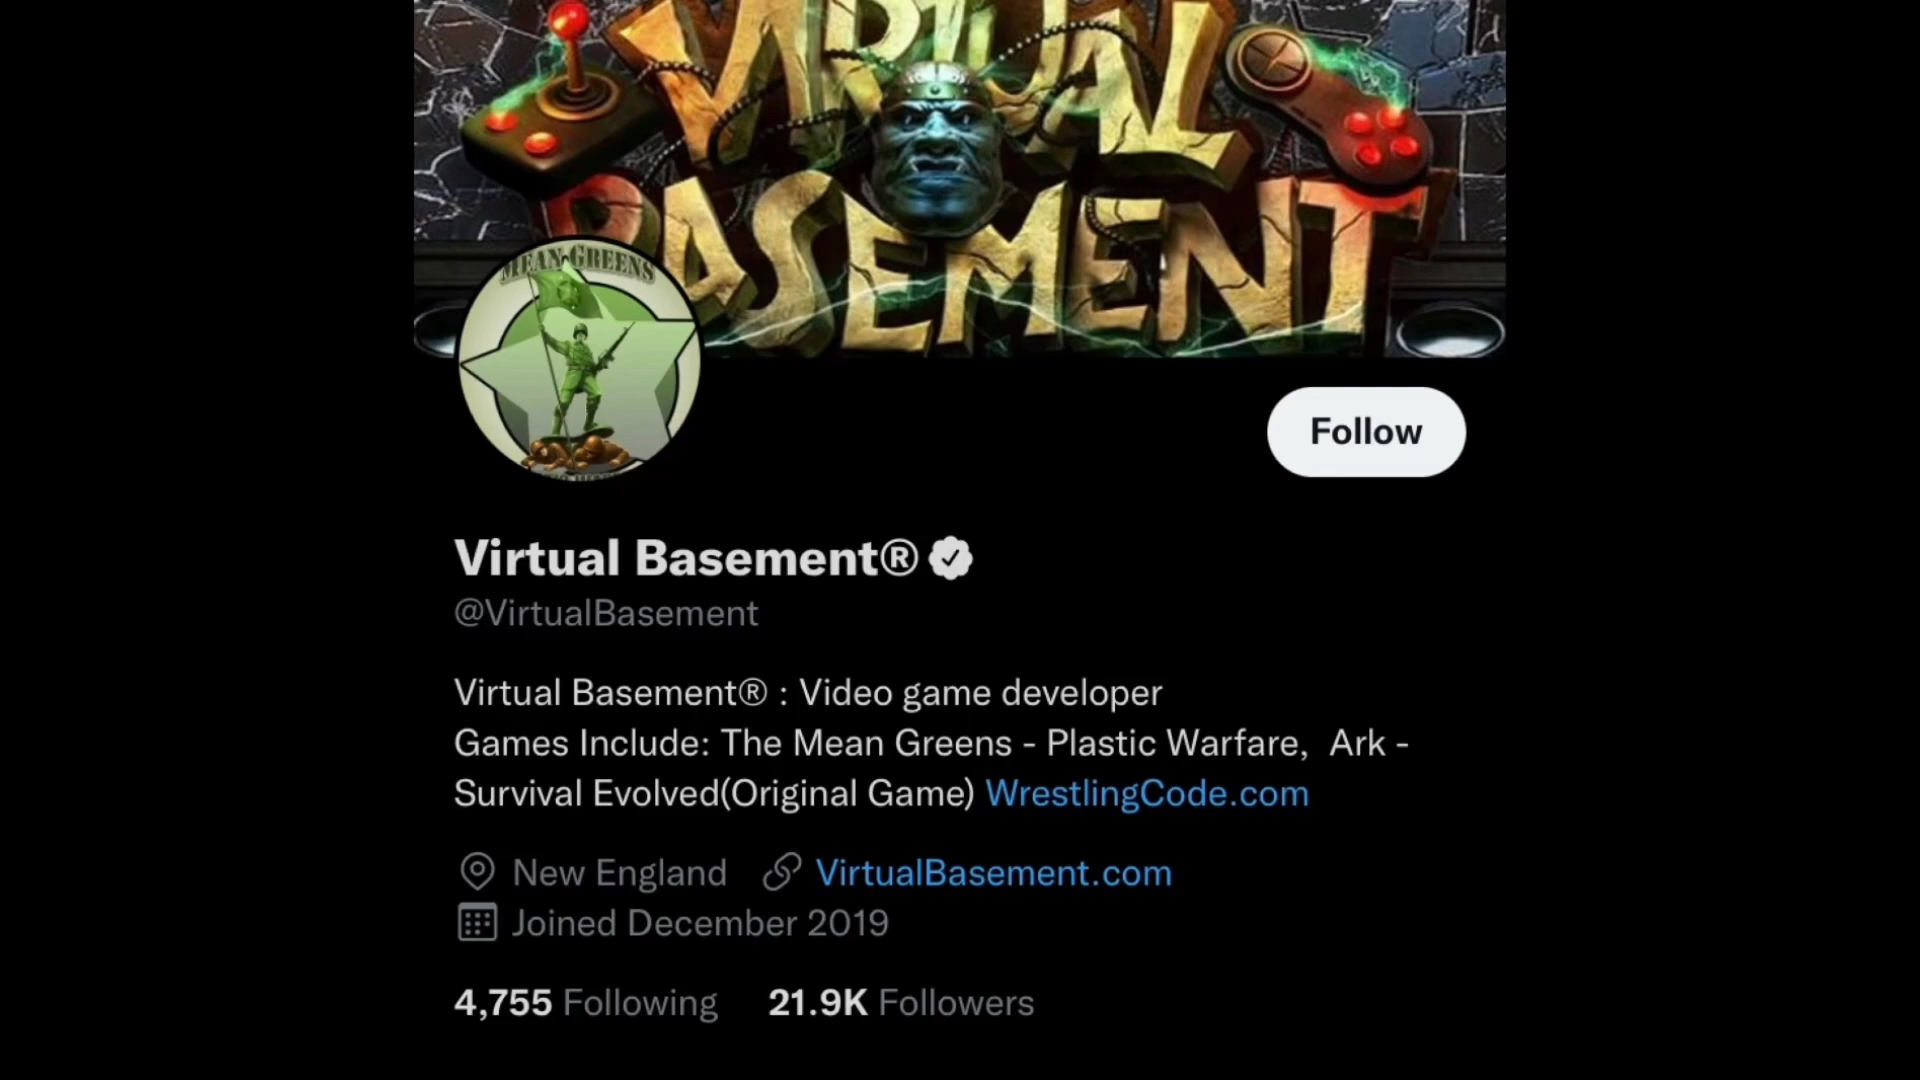 VIRTUAL
BASEMENT
MEAN GREENS
Follow
Virtual Basement®
@VirtualBasement
Virtual Basement® : Video game developer
Games Include: The Mean Greens - Plastic Warfare, Ark -
Survival Evolved(Original Game) WrestlingCode.com
New England VirtualBasement.com
Joined December 2019
4,755 Following 21.9K Followers